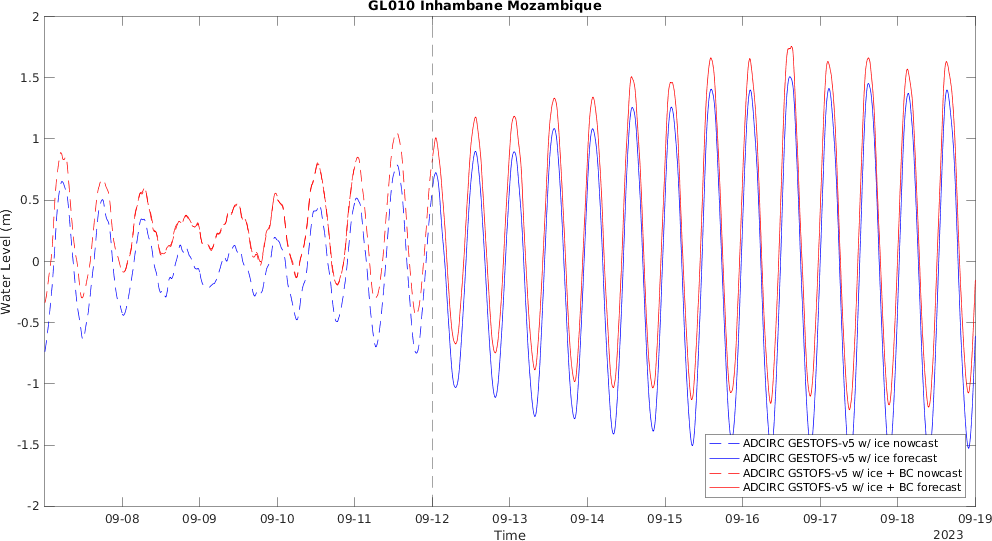 GL010 Inhambane Mozambique
2
1.5
1
0.5
0
-0.5
-1
-1.5
-2
Water Level (m)
ADCIRC GESTOFS-v5 w/ ice nowcast
ADCIRC GESTOFS-v5 w/ ice forecast
ADCIRC GSTOFS-v5 w/ ice + BC nowcast
ADCIRC GSTOFS-v5 w/ ice + BC forecast
09-08 09-09 09-10 09-11 09-12 09-13 09-14 09-15 09-16 09-17 09-18 09-19
Time
2023